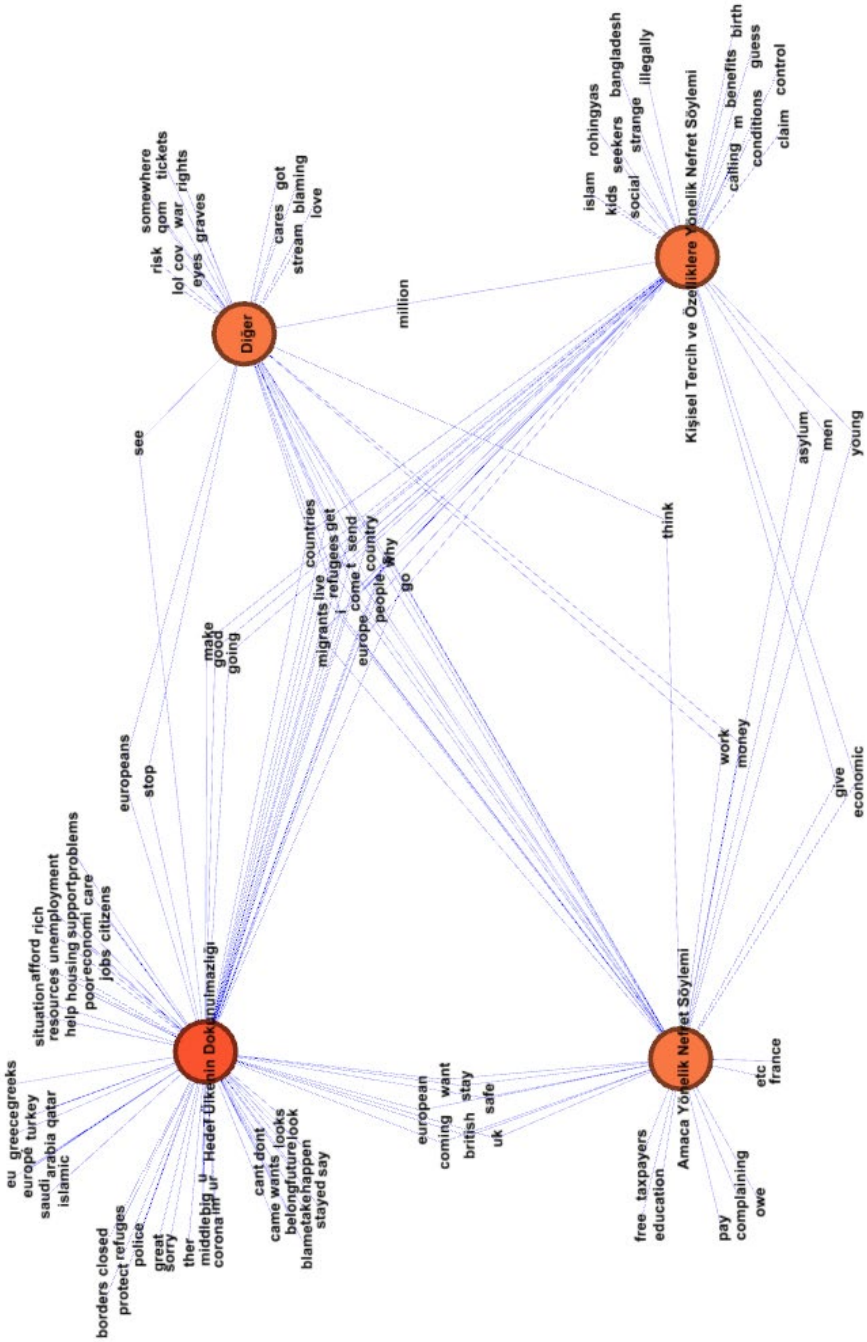 somewhere
risk qom tickets
lol cov war rights
eyes graves
cares got
stream blaming
love
Diğer
million
islam rohingyas
kids seekers bangladesh
social strange illegally
Kişisel Tercih ve Özelliklere Yönelik Nefret Söylemi
calling m benefits birth
conditions guess
claim control
see
europeans
stop
make
good
going
countries
migrants live refugees get
i come t send
europe people country
why
go
think
asylum
men
young
work
money
give
economic
situation afford rich
resources unemployment
help housing support problems
poor economi care
jobs citizens
Hedef Ülkenin Dokunulmazlığı
eu greece greeks
europe turkey
saudi arabia qatar
islamic
borders closed
protect refuges
police
great
sorry
ther
middle big u
corona im ur
cant dont
came wants looks
belong future look
blame take happen
stayed say
european want
coming stay
british safe
uk
Amaca Yönelik Nefret Söylemi
free taxpayers
education
pay
complaining
owe
etc
france